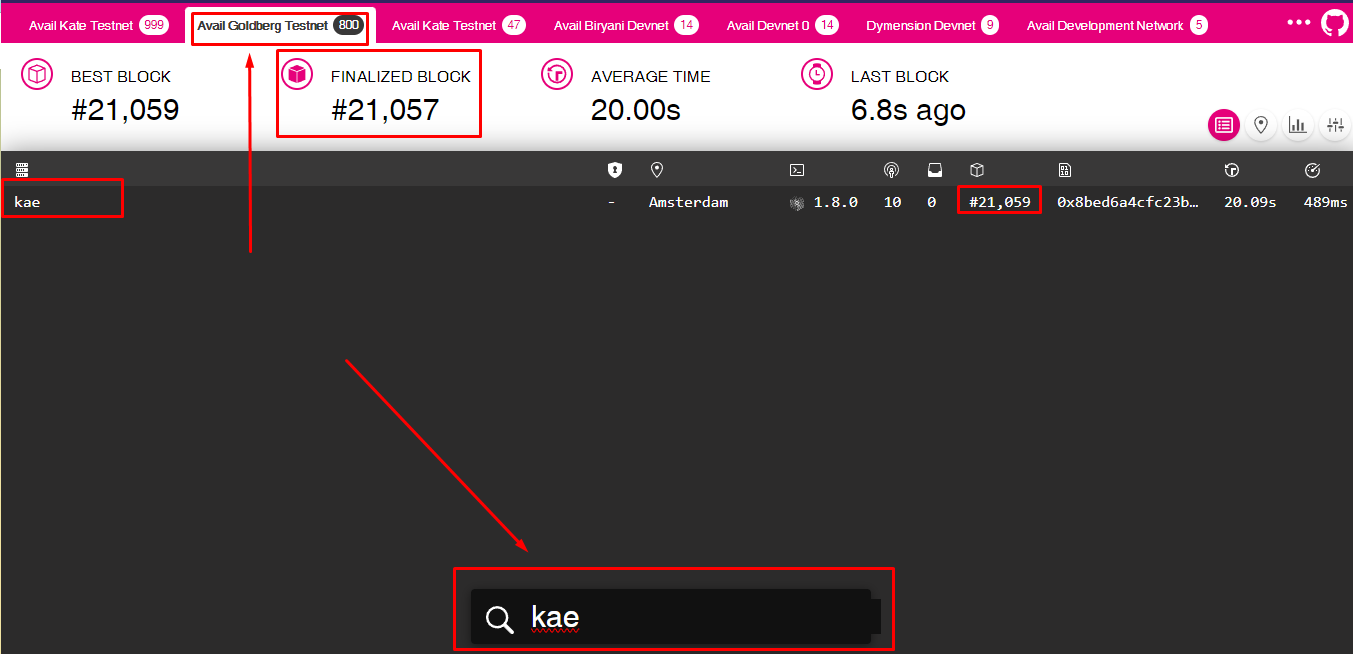 Avail Kate Testnet 999 Avail Goldberg Testnet 800 Avail Kate Testnet 47 Avail Biryani Devnet 14 Avail Devnet 0 14 Dymension Devnet 9 Avail Development Network 5
BEST BLOCK FINALIZED BLOCK AVERAGE TIME LAST BLOCK
#21,059 #21,057 20.00s 6.8s ago
kae - Amsterdam 1.8.0 10 0 #21,059 0x8bed6a4cfc23b… 20.09s 489ms
kae